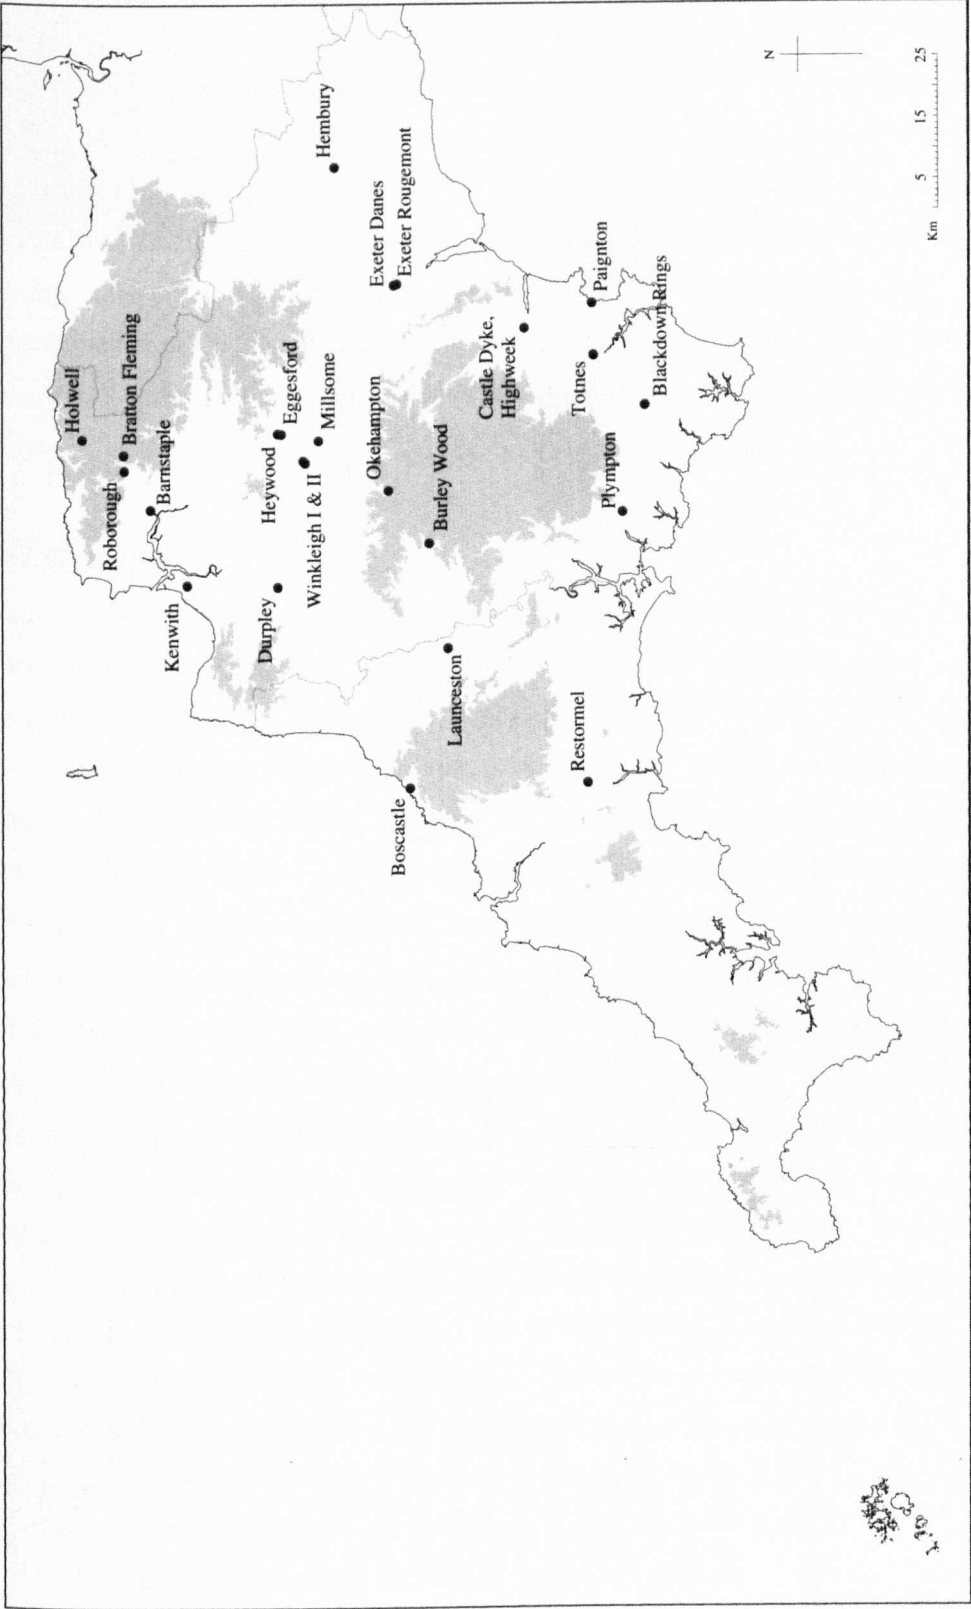 Holwell
Bratton Fleming
Roborough
Barnstaple
Kenwith
Heywood
Eggesford
Durpley
Winkleigh I & II
Millsome
Hembury
Exeter Danes
Exeter Rougemont
Okehampton
Burley Wood
Castle Dyke,
Highweek
Launceston
Boscastle
Restormel
Plympton
Totnes
Paignton
Blackdown Rings
N
Km
5
15
25